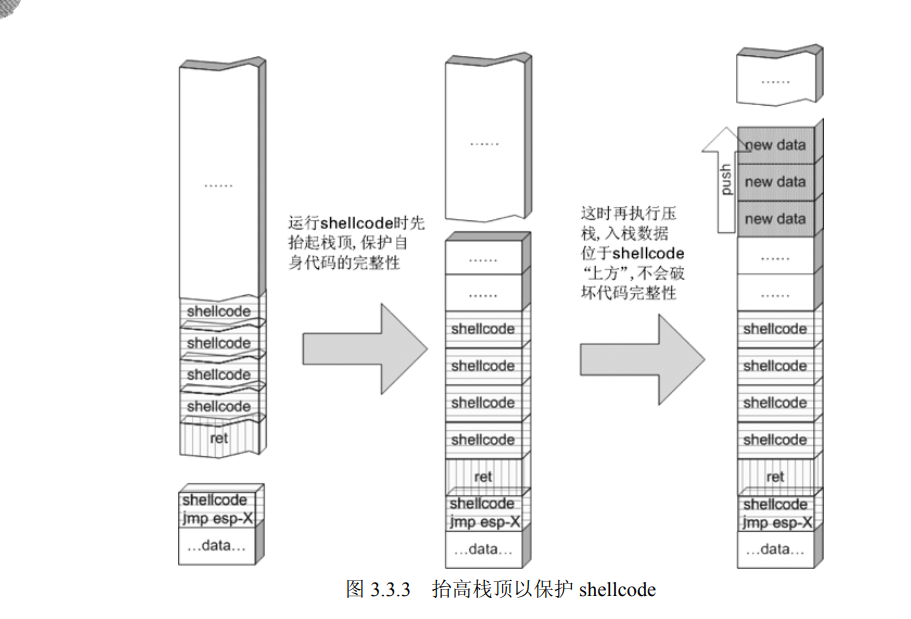 ……
shellcode
shellcode
shellcode
shellcode
ret
shellcode
jmp esp-X
…data…
运行shellcode时先
抬起栈顶,保护自
身代码的完整性
……
……
……
shellcode
shellcode
shellcode
shellcode
ret
shellcode
jmp esp-X
…data…
这时再执行压
栈,入栈数据
位于shellcode
“上方”,不会破
坏代码完整性
……
push
new data
new data
new data
……
……
shellcode
shellcode
shellcode
shellcode
ret
shellcode
jmp esp-X
…data…
图 3.3.3 抬高栈顶以保护 shellcode